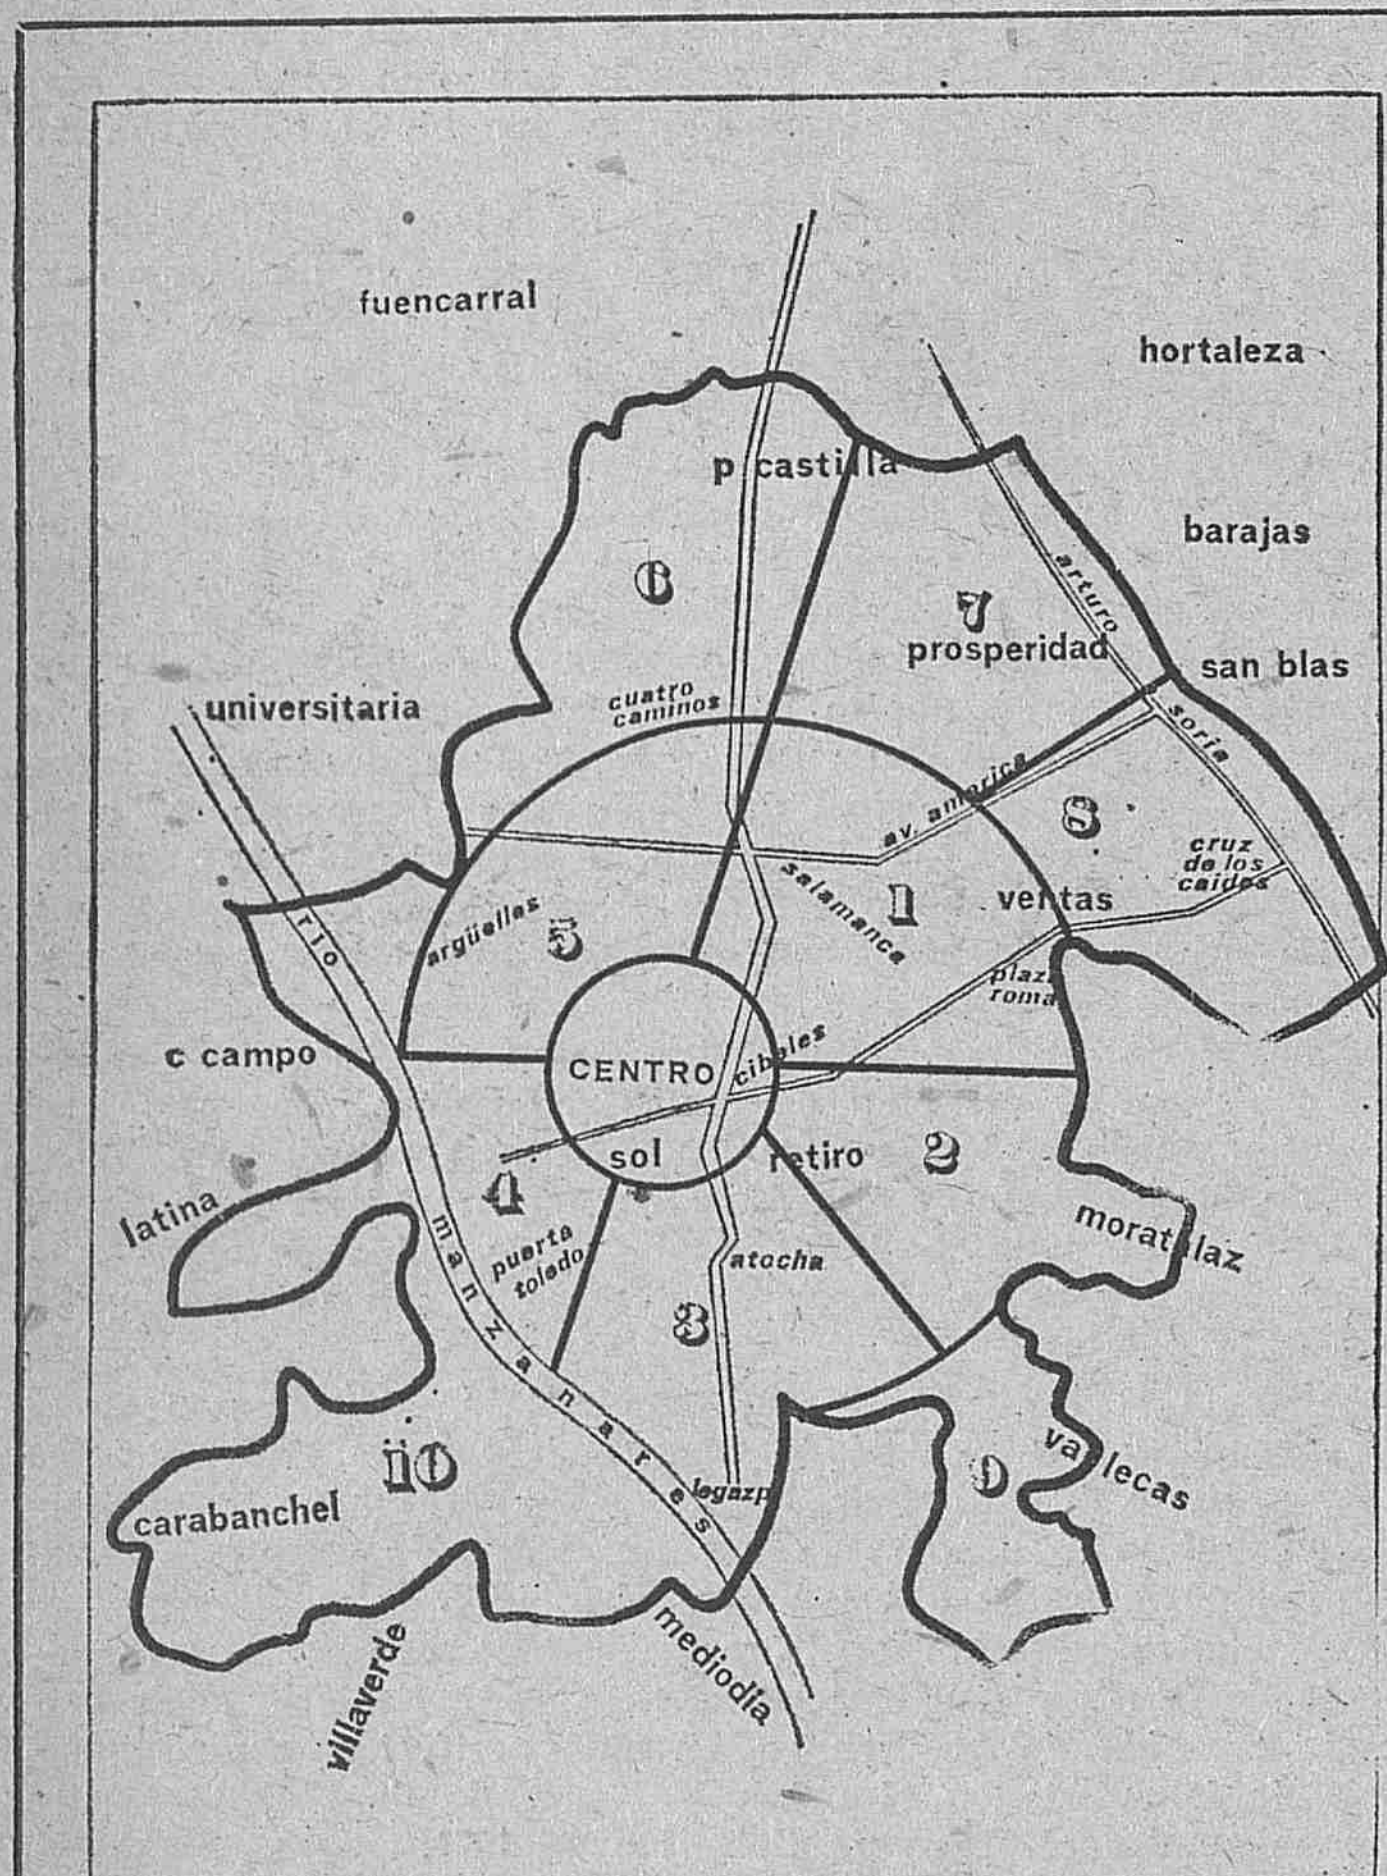 fuencarral
hortaleza
p castilla
barajas
6
arturo
7
prosperidad
san blas
cuatro
caminos
universitaria
soria
av. america
8
cruz
de los
caidos
salamanca
1
ventas
argüelles
5
rio
plaza
roma
c campo
CENTRO
cibeles
sol
retiro
2
4
latina
manzanares
puerta
toledo
atocha
moratalaz
3
10
9
vallecas
legazpi
carabanchel
villaverde
mediodía